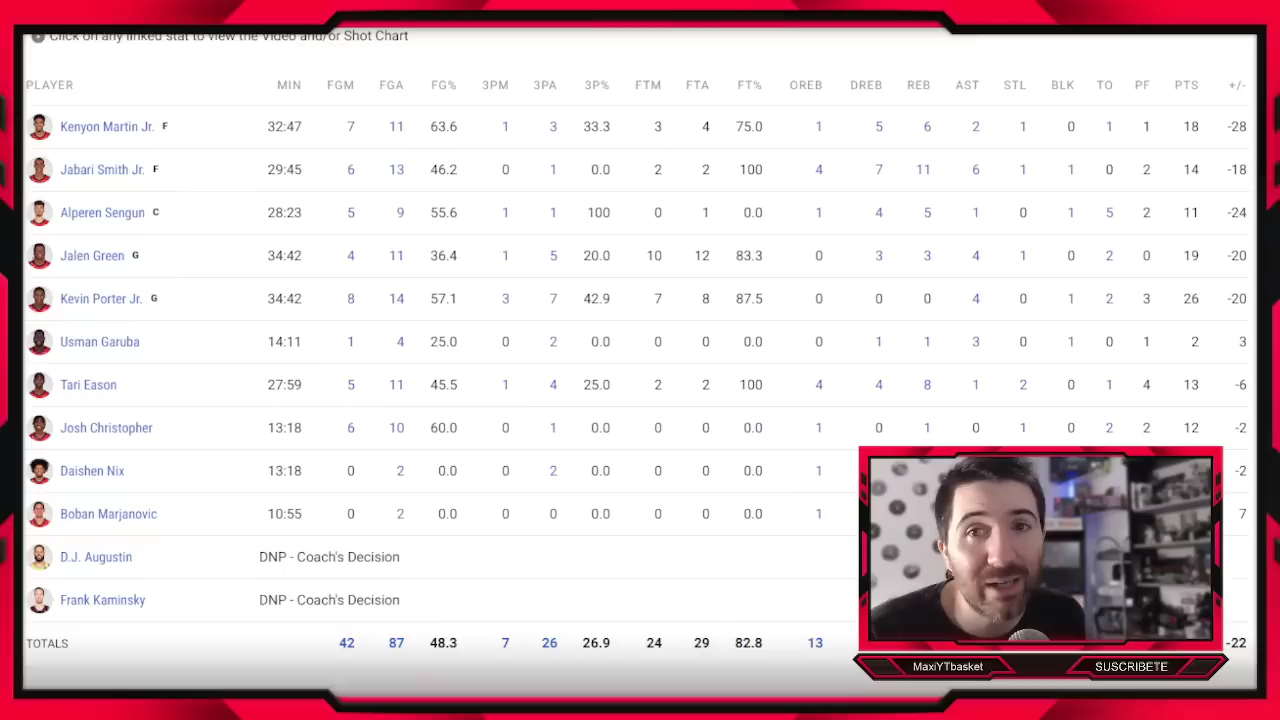 Click on any linked stat to view the Video and/or Shot Chart
PLAYER MIN FGM FGA FG% 3PM 3PA 3P% FTM FTA FT% OREB DREB REB AST STL BLK TO PF PTS +/-
Kenyon Martin Jr. F 32:47 7 11 63.6 1 3 33.3 3 4 75.0 1 5 6 2 1 0 1 1 18 -28
Jabari Smith Jr. F 29:45 6 13 46.2 0 1 0.0 2 2 100 4 7 11 6 1 1 0 2 14 -18
Alperen Sengun C 28:23 5 9 55.6 1 1 100 0 1 0.0 1 4 5 1 0 1 5 2 11 -24
Jalen Green G 34:42 4 11 36.4 1 5 20.0 10 12 83.3 0 3 3 4 1 0 2 0 19 -20
Kevin Porter Jr. G 34:42 8 14 57.1 3 7 42.9 7 8 87.5 0 0 0 4 0 1 2 3 26 -20
Usman Garuba 14:11 1 4 25.0 0 2 0.0 0 0 0.0 0 1 1 3 0 1 0 1 2 3
Tari Eason 27:59 5 11 45.5 1 4 25.0 2 2 100 4 4 8 1 2 0 1 4 13 -6
Josh Christopher 13:18 6 10 60.0 0 1 0.0 0 0 0.0 1 0 1 0 1 0 2 2 12 -2
Daishen Nix 13:18 0 2 0.0 0 2 0.0 0 0 0.0 1 -2
Boban Marjanovic 10:55 0 2 0.0 0 0 0.0 0 0 0.0 1 7
D.J. Augustin DNP - Coach's Decision
Frank Kaminsky DNP - Coach's Decision
TOTALS 42 87 48.3 7 26 26.9 24 29 82.8 13 -22
MaxiYTbasket SUSCRIBETE